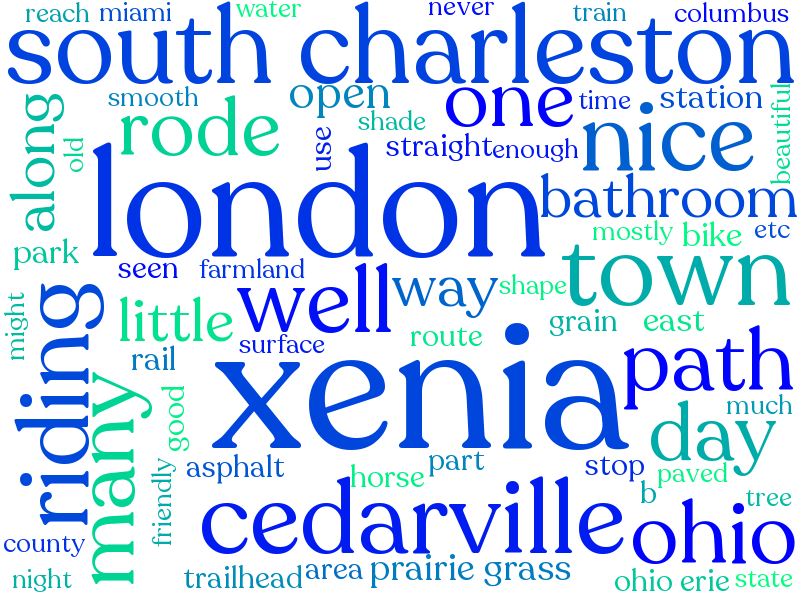 reach miami water never train columbus
south charleston
smooth open one time station
rode shade nice beautiful
along old use straight enough
london bathroom
park mostly bike etc
seen farmland well way shape town
might little route grain east
rail surface
riding many good xenia path
much
day
asphalt horse part stop paved
friendly b tree
cedarville ohio
county
night trailhead area prairie grass ohio erie state